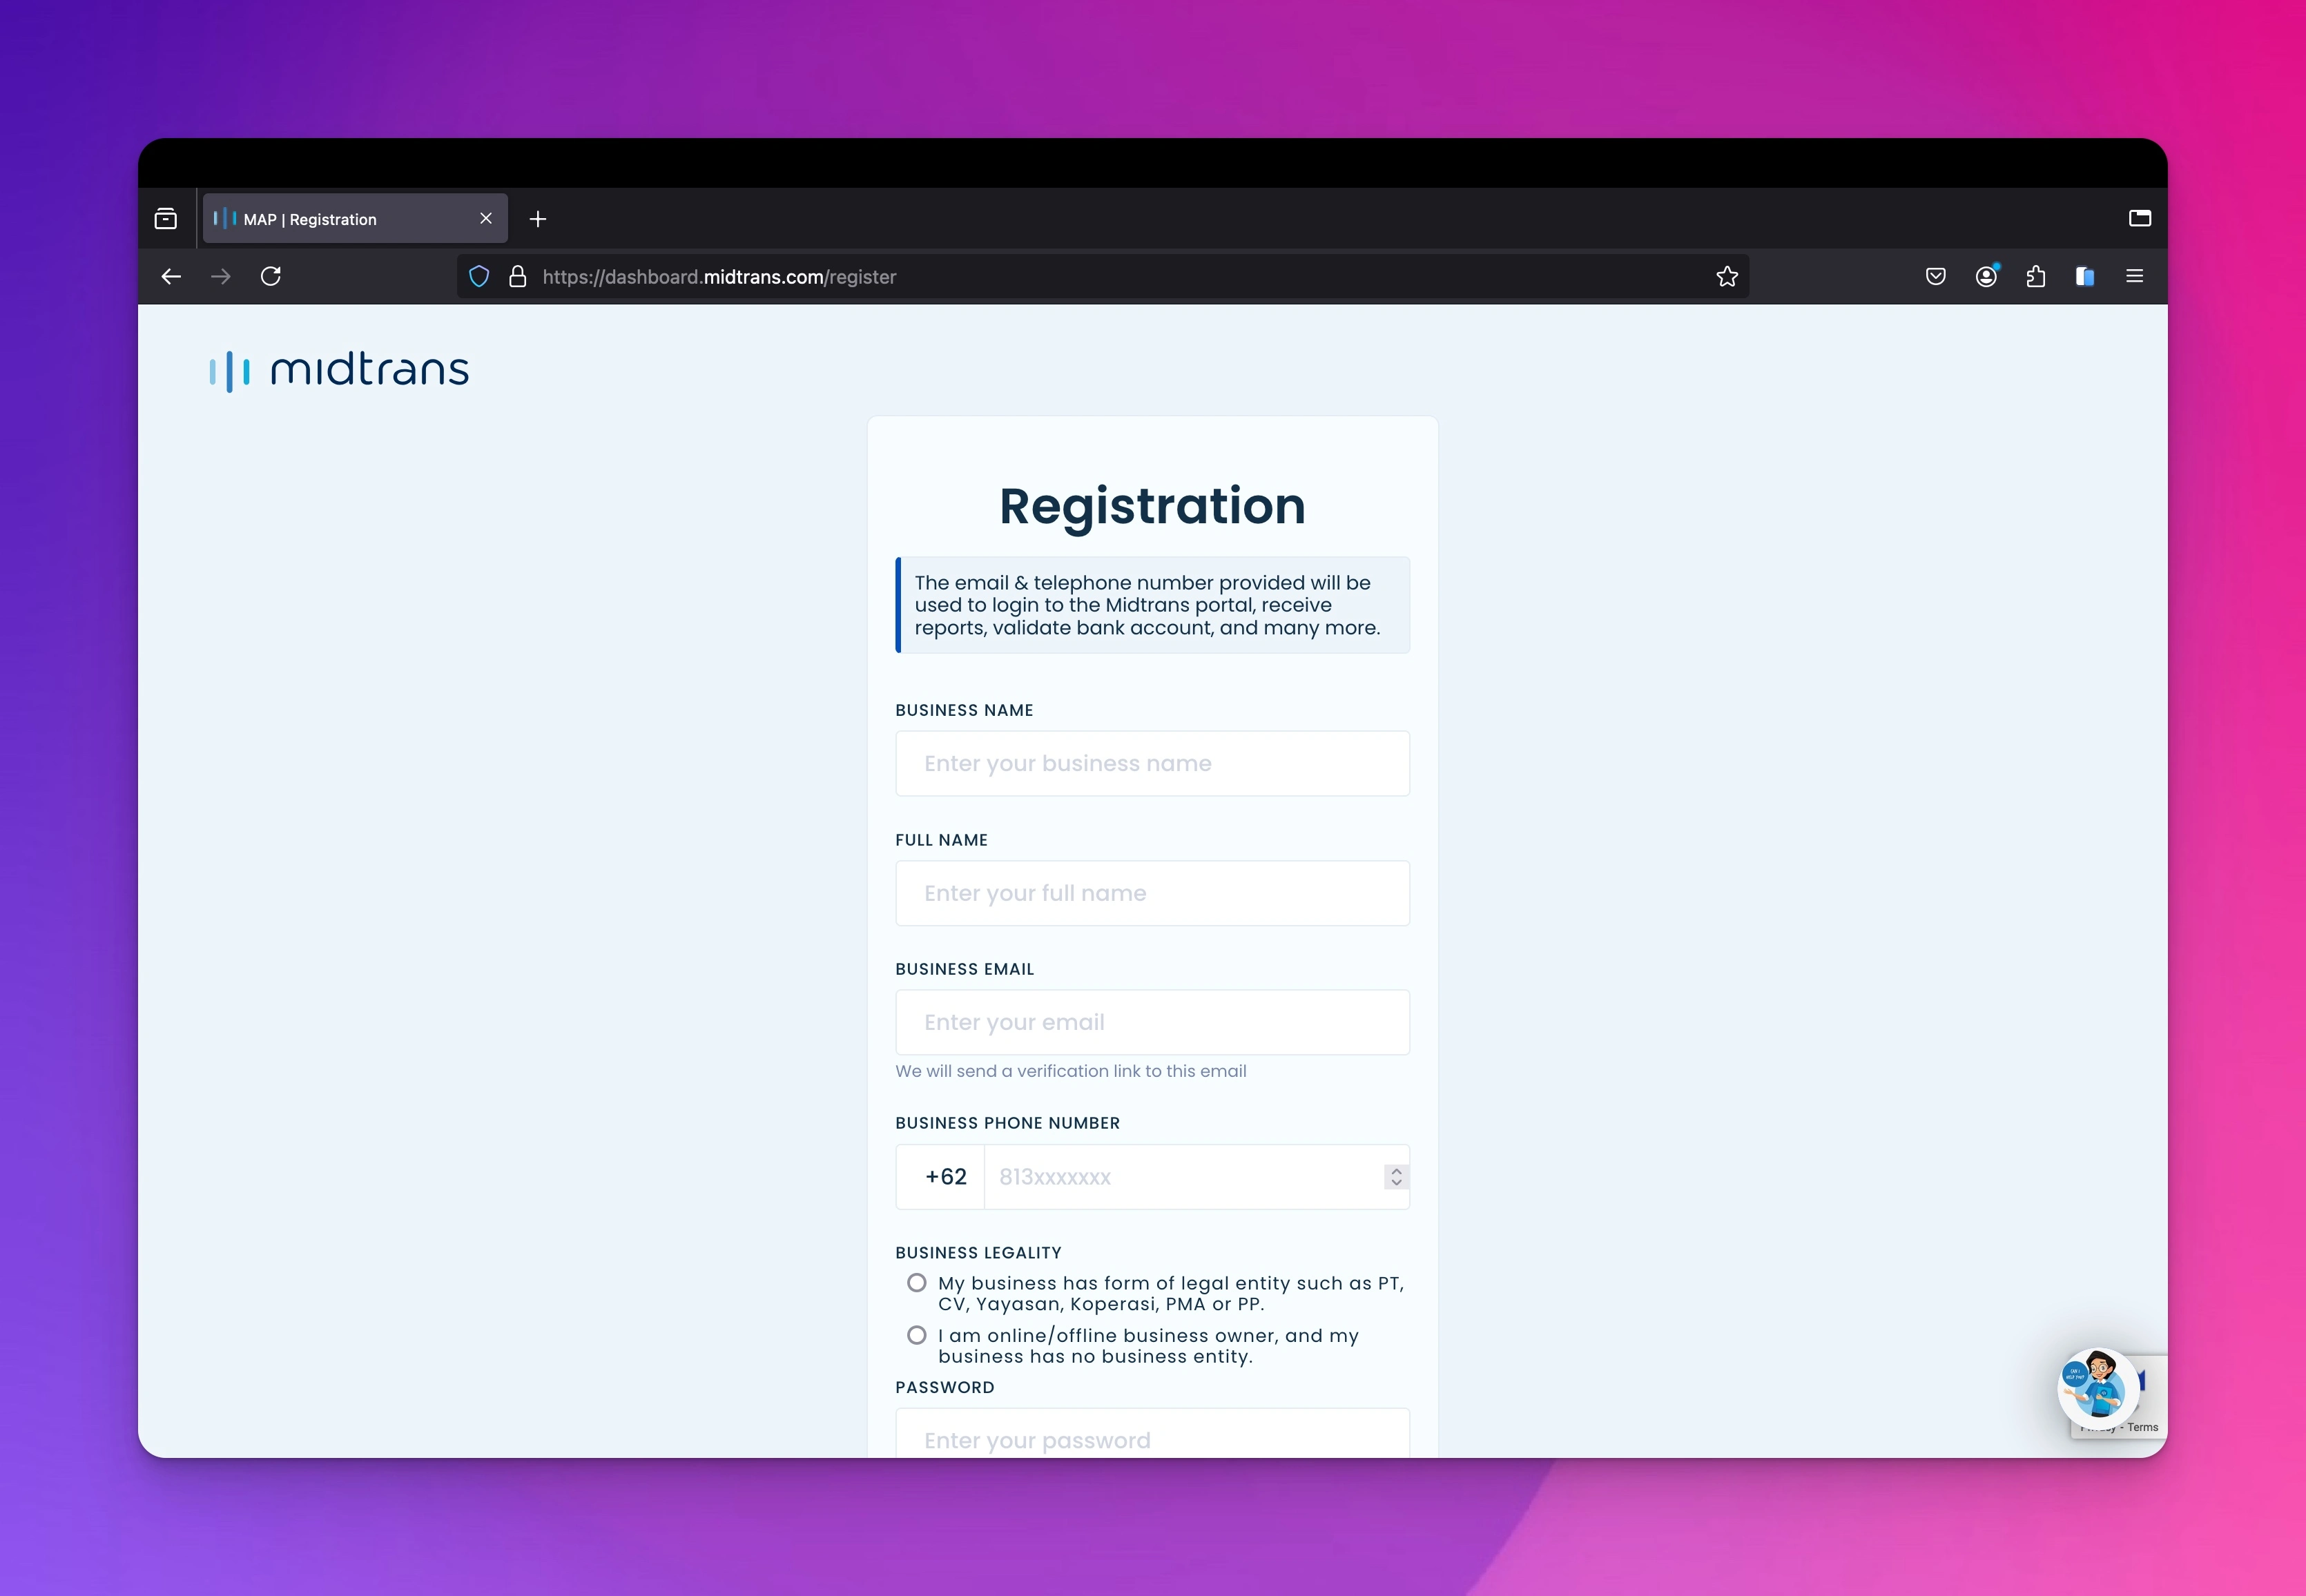 MAP | Registration
https://dashboard.midtrans.com/register
midtrans
Registration
The email & telephone number provided will be
used to login to the Midtrans portal, receive
reports, validate bank account, and many more.
BUSINESS NAME
Enter your business name
FULL NAME
Enter your full name
BUSINESS EMAIL
Enter your email
We will send a verification link to this email
BUSINESS PHONE NUMBER
+62 813xxxxxxx
BUSINESS LEGALITY
My business has form of legal entity such as PT,
CV, Yayasan, Koperasi, PMA or PP.
I am online/offline business owner, and my
business has no business entity.
PASSWORD
Enter your password
- Terms